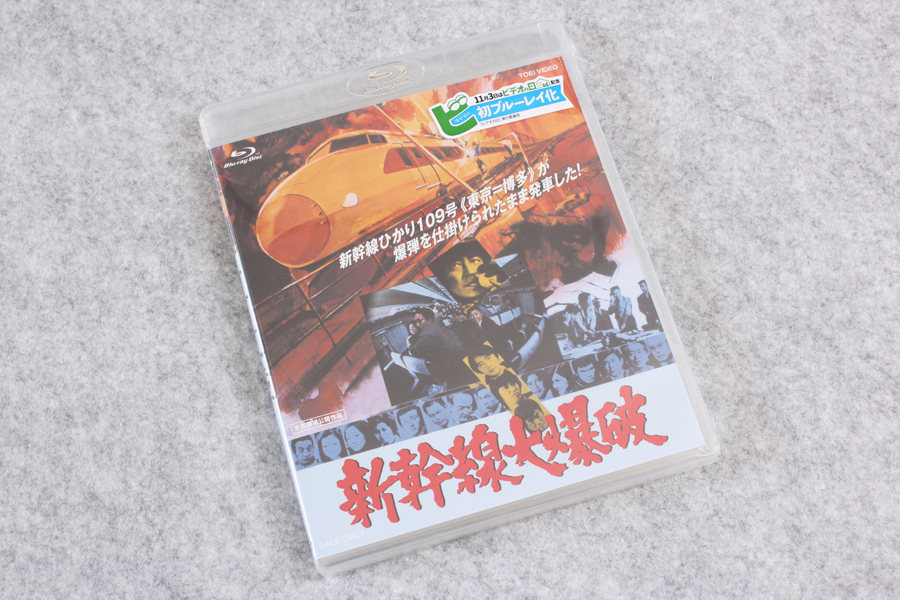 TOEI VIDEO
11月3日はビデオの日
初ブルーレイ化
Blu-ray Disc
新幹線ひかり109号《東京=博多》が
爆弾を仕掛けられたまま発車した!
新幹線大爆破
SALE ONLY